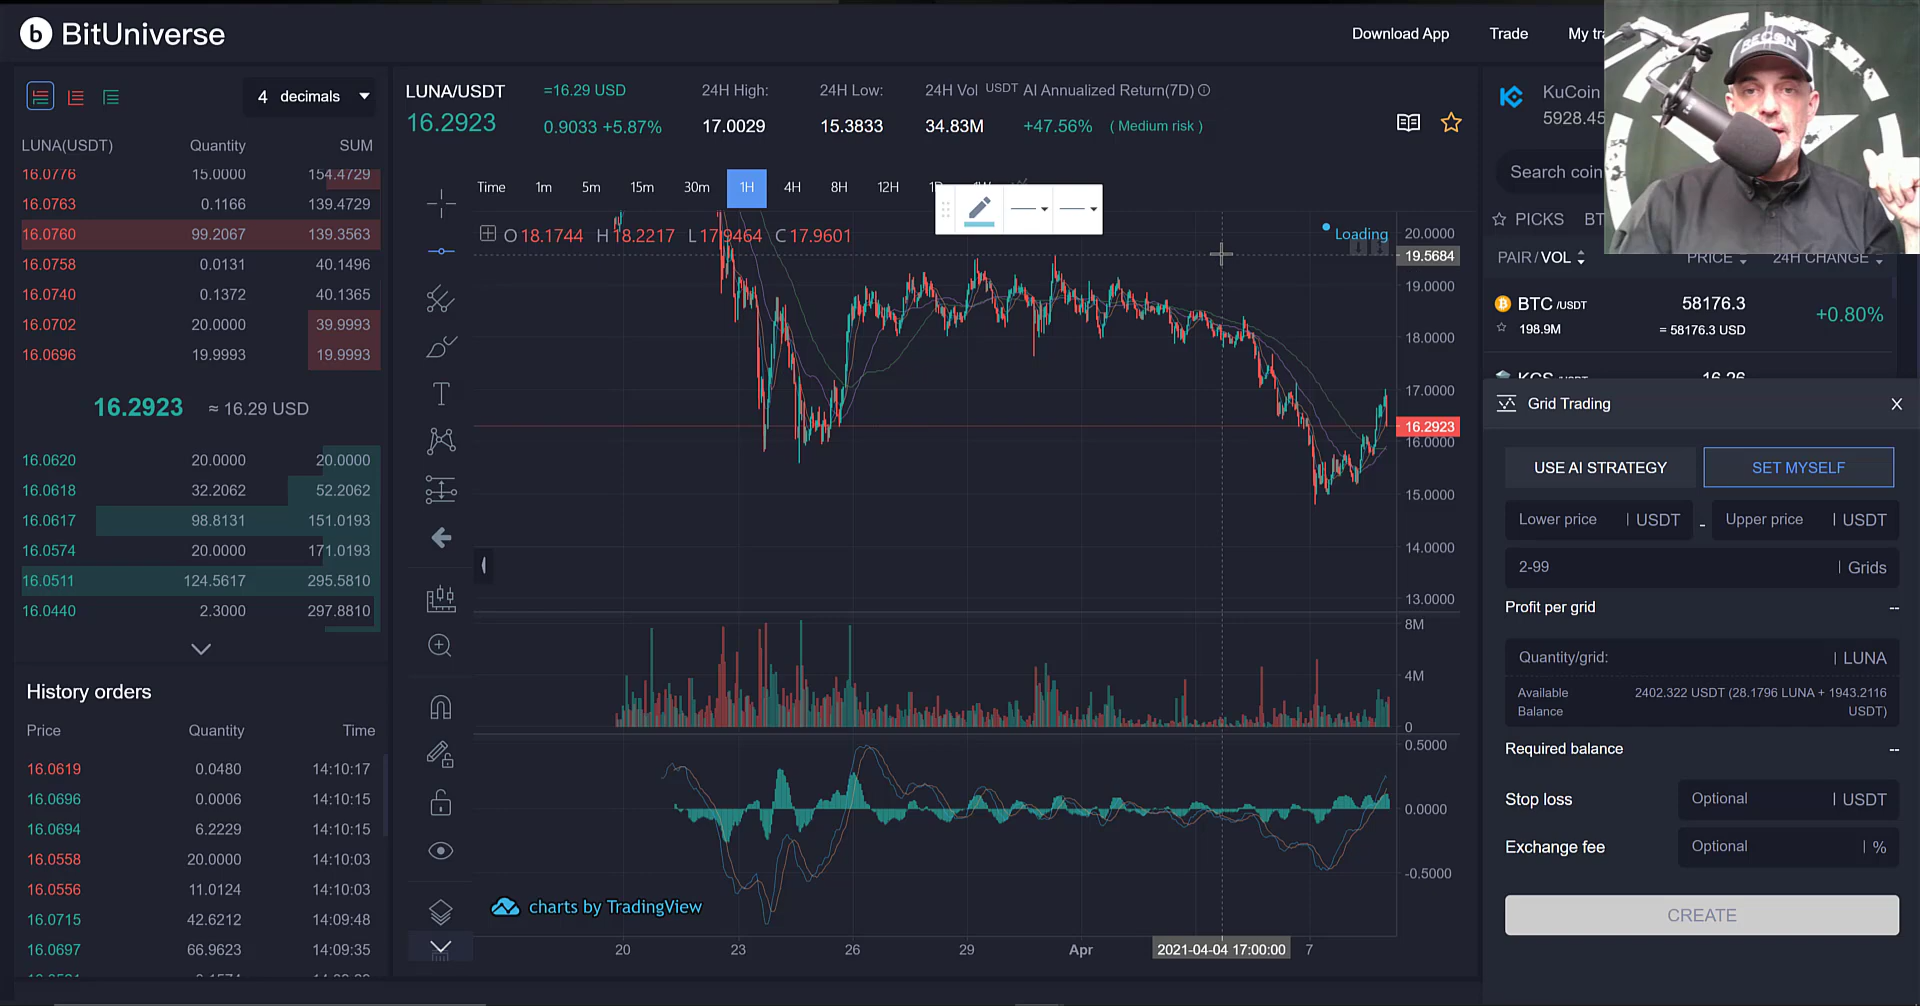 BitUniverse
Download App
Trade
RECON
4 decimals
LUNA(USDT) Quantity SUM
16.0776 15.0000 154.4729
16.0763 0.1166 139.4729
16.0760 99.2067 139.3563
16.0758 0.0131 40.1496
16.0740 0.1372 40.1365
16.0702 20.0000 39.9993
16.0696 19.9993 19.9993
16.2923 ≈ 16.29 USD
16.0620 20.0000 20.0000
16.0618 32.2062 52.2062
16.0617 98.8131 151.0193
16.0574 20.0000 171.0193
16.0511 124.5617 295.5810
16.0440 2.3000 297.8810
History orders
Price Quantity Time
16.0619 0.0480 14:10:17
16.0696 0.0006 14:10:15
16.0694 6.2229 14:10:15
16.0558 20.0000 14:10:03
16.0556 11.0124 14:10:03
16.0715 42.6212 14:09:48
16.0697 66.9623 14:09:35
LUNA/USDT =16.29 USD 24H High: 24H Low: 24H Vol USDT AI Annualized Return(7D)
16.2923 0.9033 +5.87% 17.0029 15.3833 34.83M +47.56% ( Medium risk )
Time 1m 5m 15m 30m 1H 4H 8H 12H
O 18.1744 H 18.2217 L 17.9464 C 17.9601
Loading
20.0000
19.5684
19.0000
18.0000
17.0000
16.2923
16.0000
15.0000
14.0000
13.0000
8M
4M
0
0.5000
0.0000
-0.5000
charts by TradingView
20 23 26 29 Apr 2021-04-04 17:00:00 7
KuCoin
5928.45
Search coin
PICKS
PAIR/VOL PRICE 24H CHANGE
BTC /USDT 58176.3 +0.80%
198.9M = 58176.3 USD
Grid Trading X
USE AI STRATEGY SET MYSELF
Lower price USDT - Upper price USDT
2-99 Grids
Profit per grid --
Quantity/grid: LUNA
Available Balance 2402.322 USDT (28.1796 LUNA + 1943.2116
USDT)
Required balance --
Stop loss Optional USDT
Exchange fee Optional %
CREATE